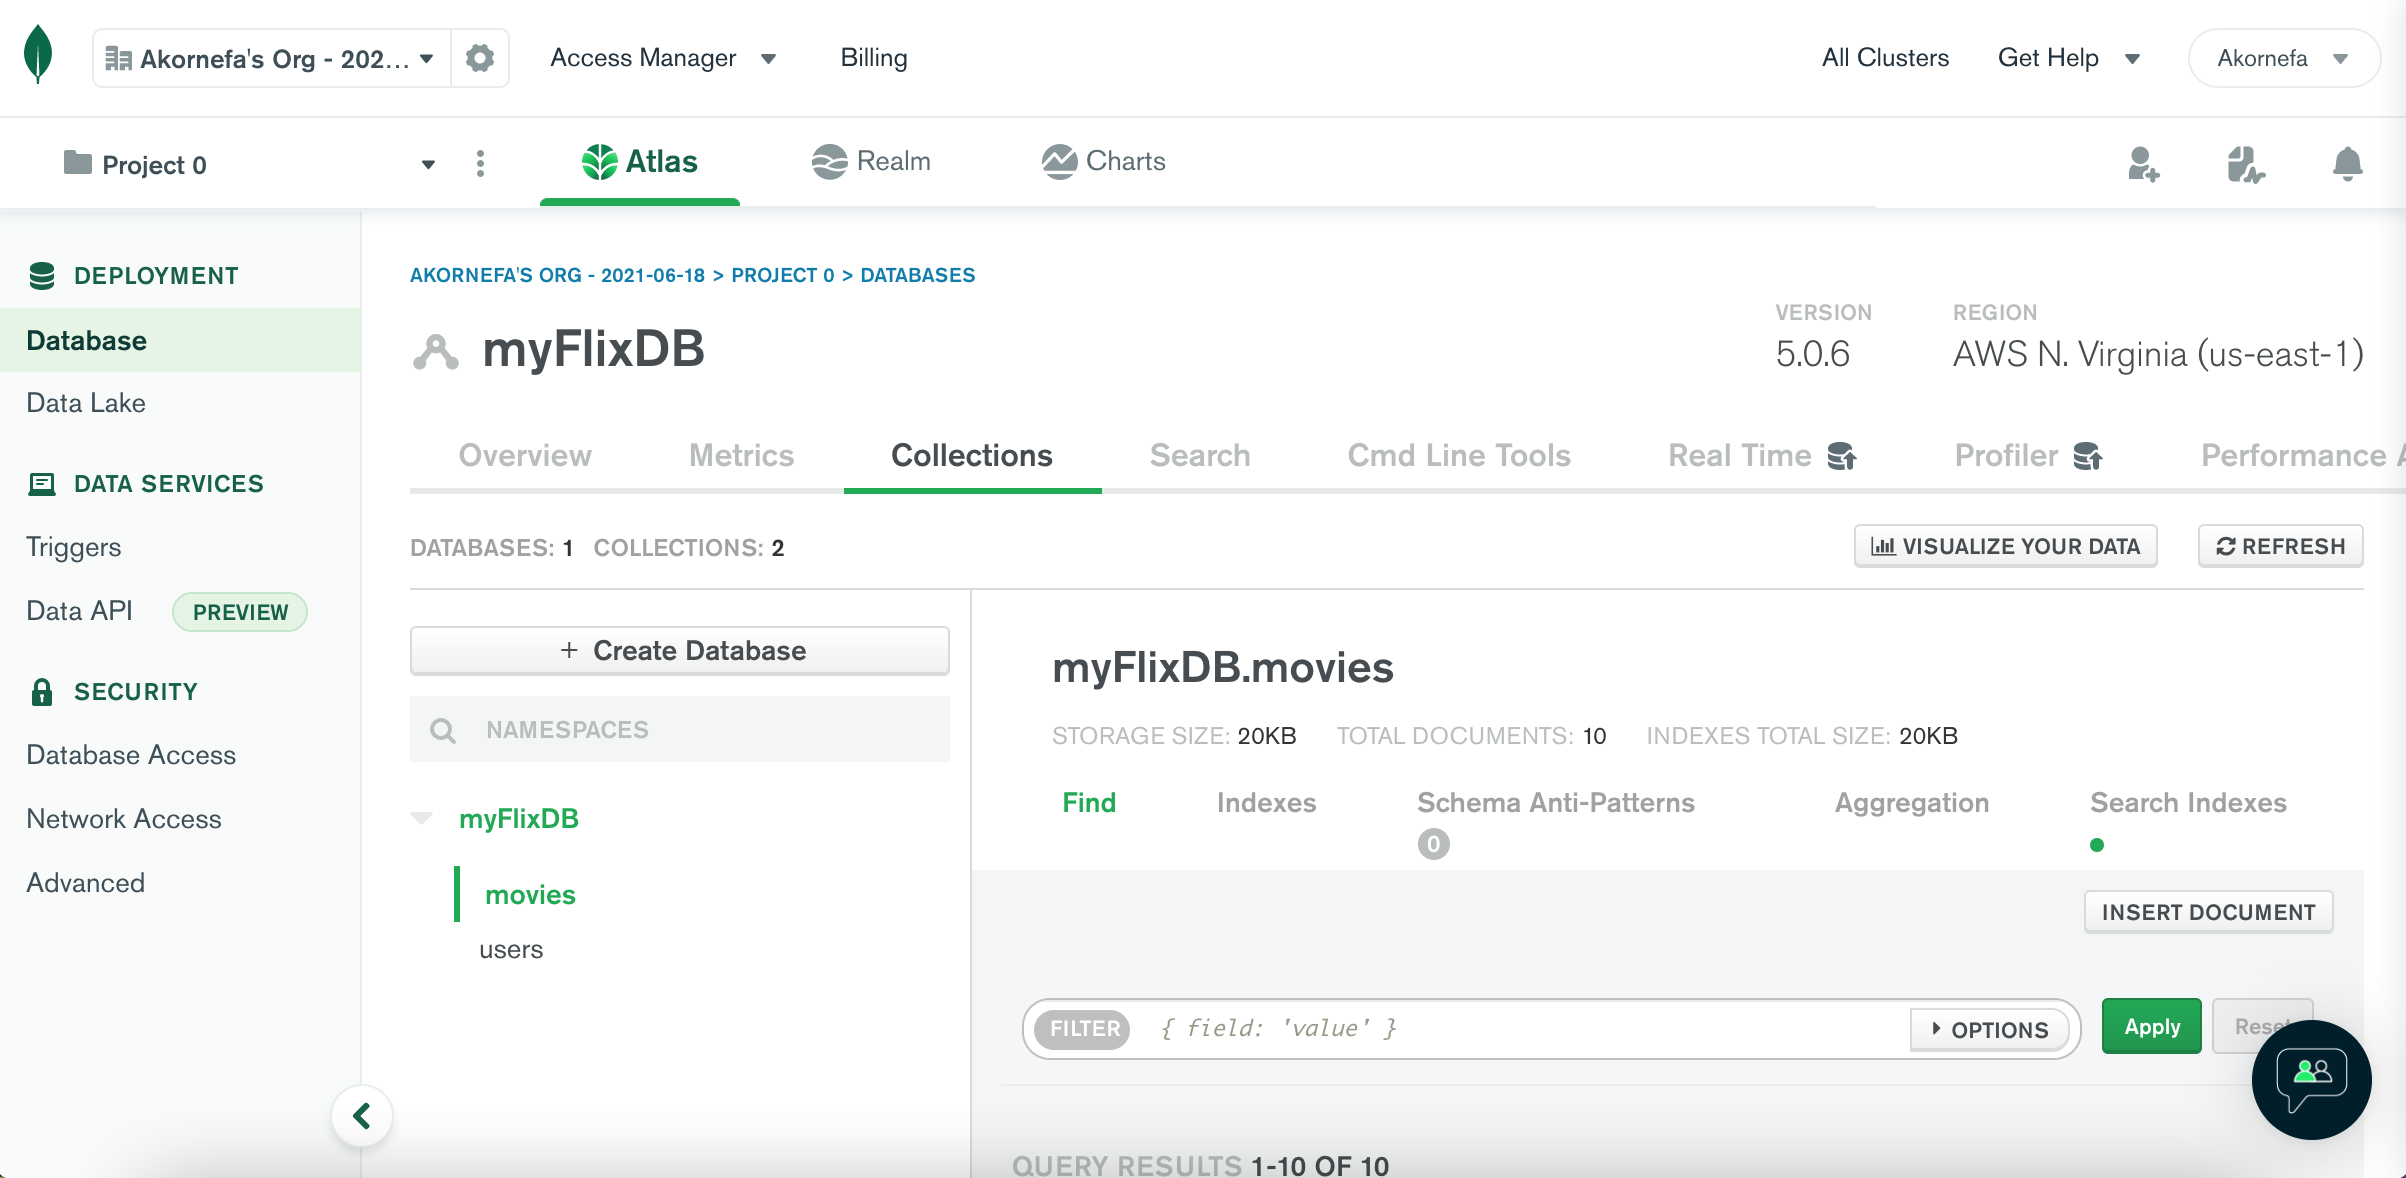 Akornefa's Org - 202...
Access Manager
Billing
All Clusters
Get Help
Akornefa
Project 0
Atlas
Realm
Charts
DEPLOYMENT
Database
Data Lake
DATA SERVICES
Triggers
Data API
PREVIEW
SECURITY
Database Access
Network Access
Advanced
AKORNEFA'S ORG - 2021-06-18 > PROJECT 0 > DATABASES
myFlixDB
VERSION
5.0.6
REGION
AWS N. Virginia (us-east-1)
Overview
Metrics
Collections
Search
Cmd Line Tools
Real Time
Profiler
Performance A
DATABASES: 1 COLLECTIONS: 2
VISUALIZE YOUR DATA
REFRESH
+ Create Database
NAMESPACES
myFlixDB
movies
users
myFlixDB.movies
STORAGE SIZE: 20KB TOTAL DOCUMENTS: 10 INDEXES TOTAL SIZE: 20KB
Find
Indexes
Schema Anti-Patterns
0
Aggregation
Search Indexes
INSERT DOCUMENT
FILTER
{ field: 'value' }
OPTIONS
Apply
Reset
QUERY RESULTS 1-10 OF 10